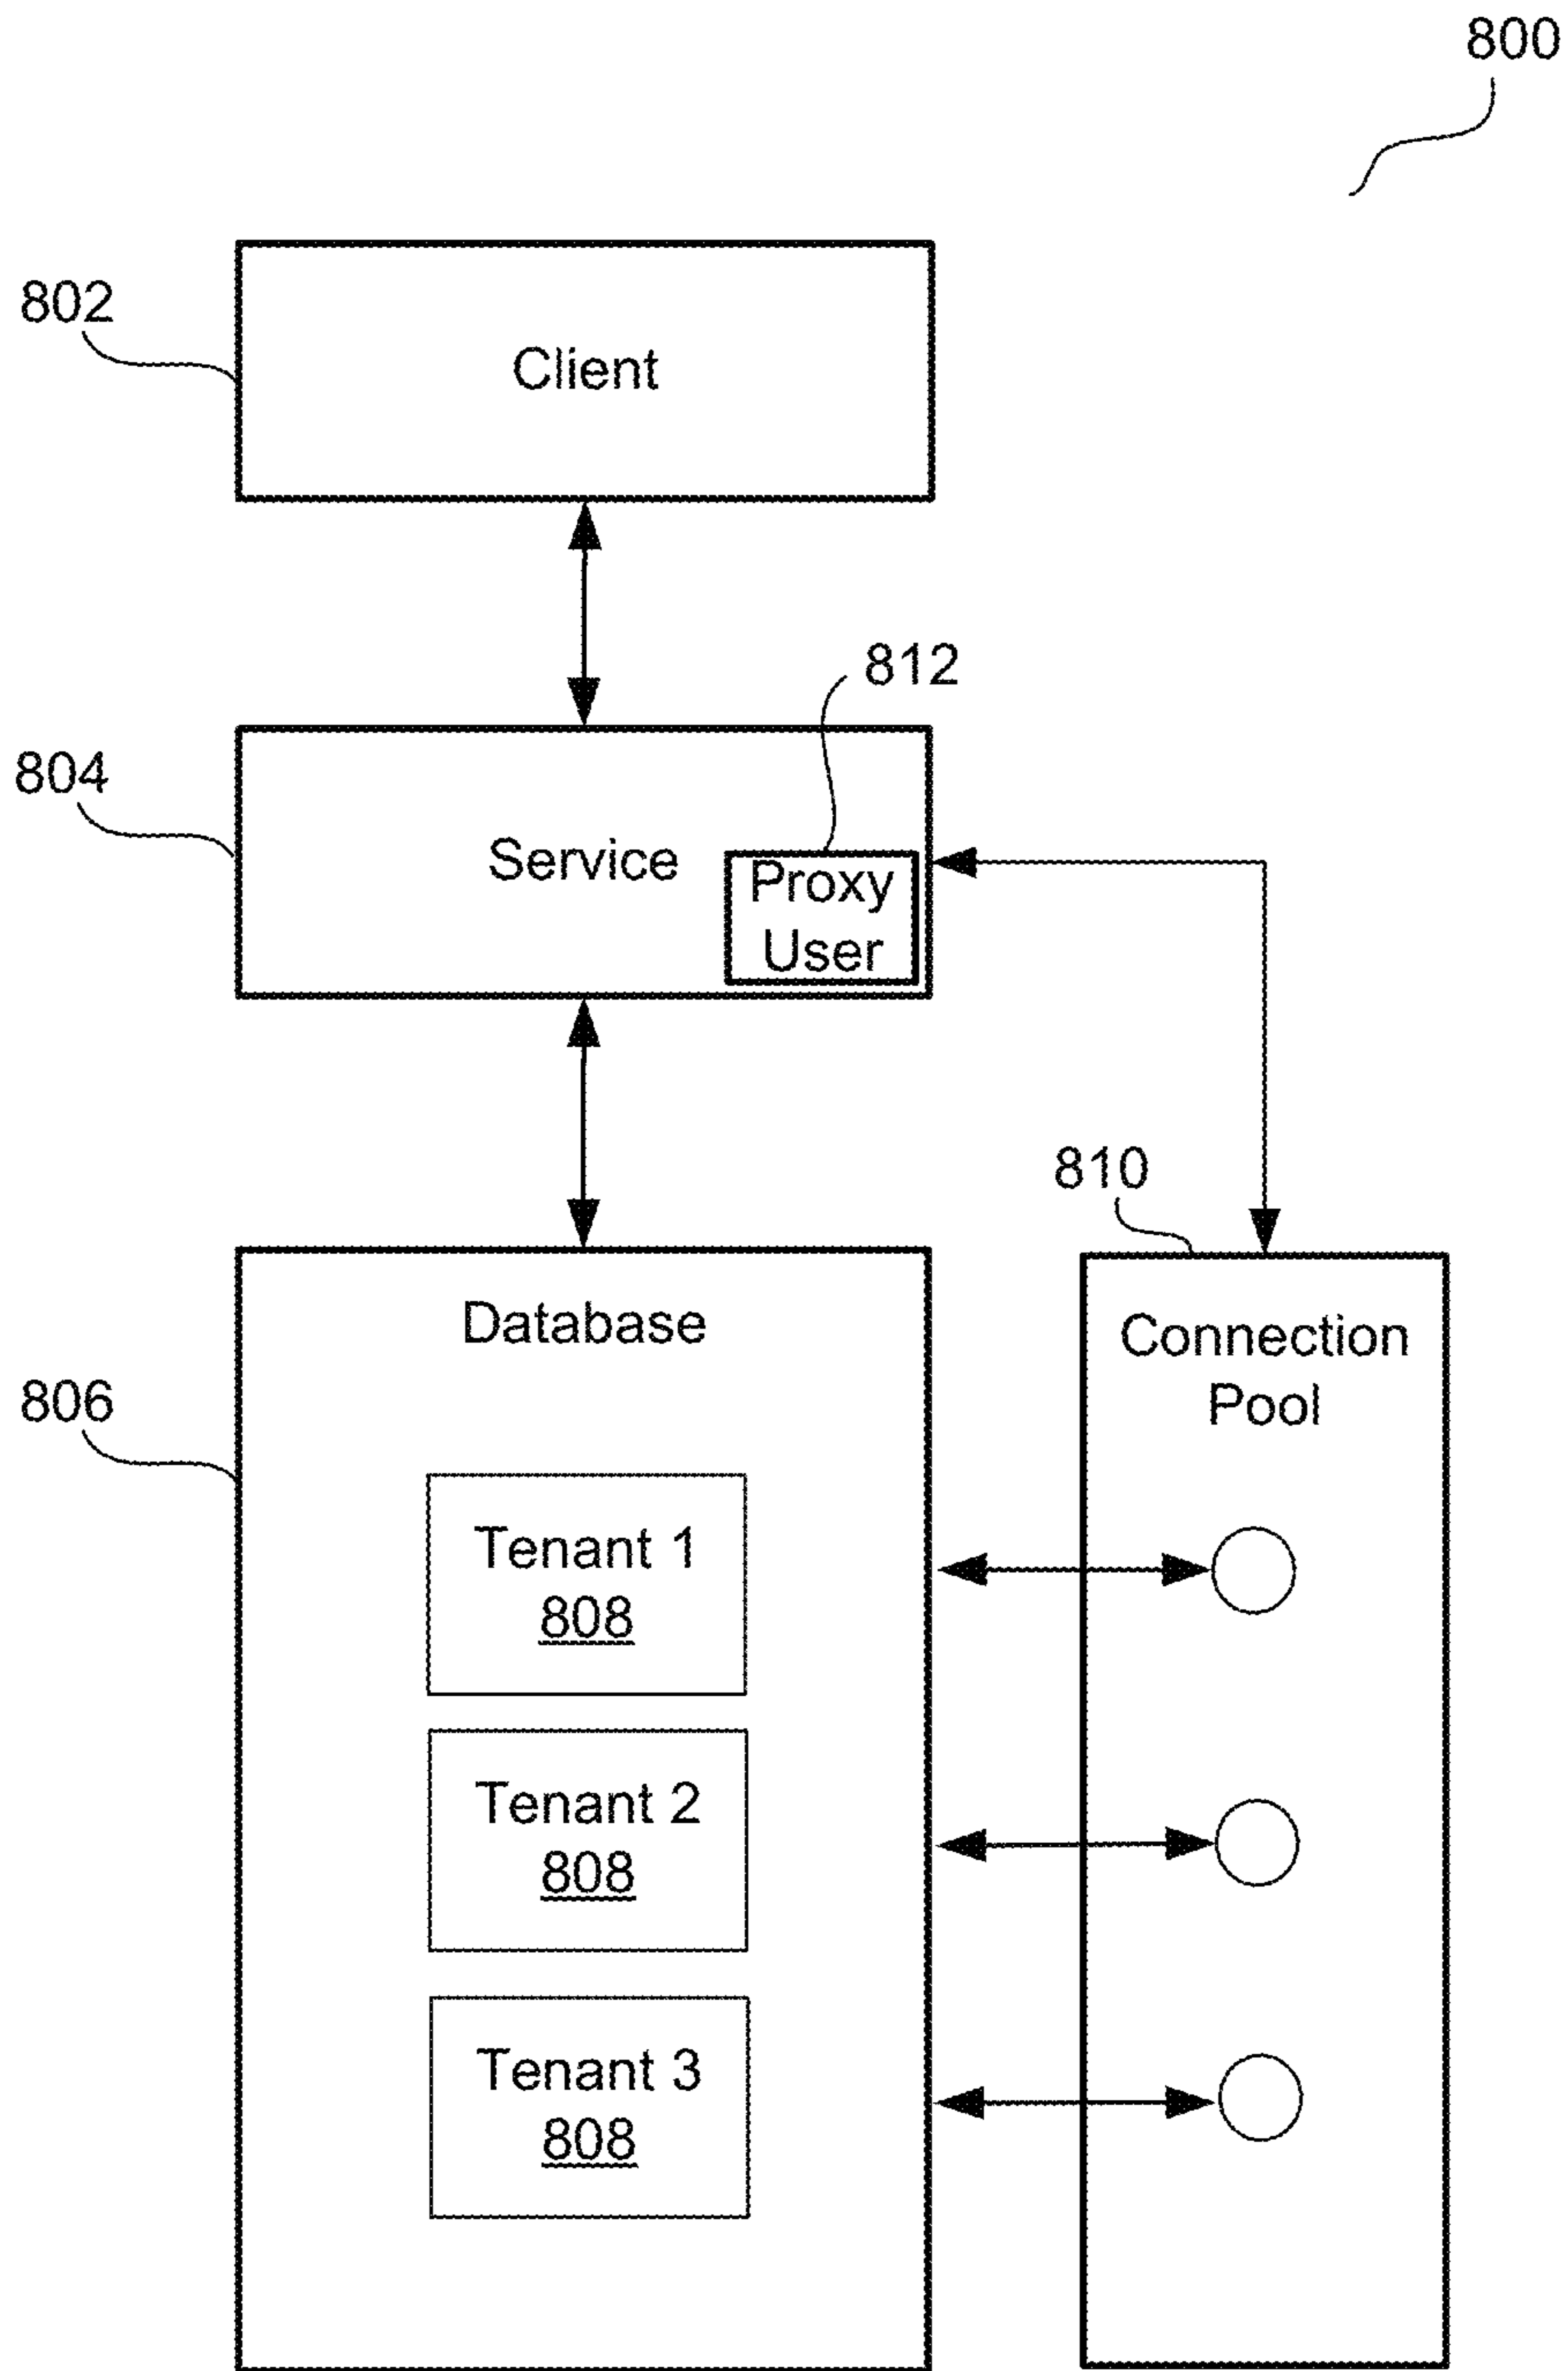 800
802
Client
812
804
Service
Proxy
User
810
Database
Connection
Pool
806
Tenant 1
808
Tenant 2
808
Tenant 3
808